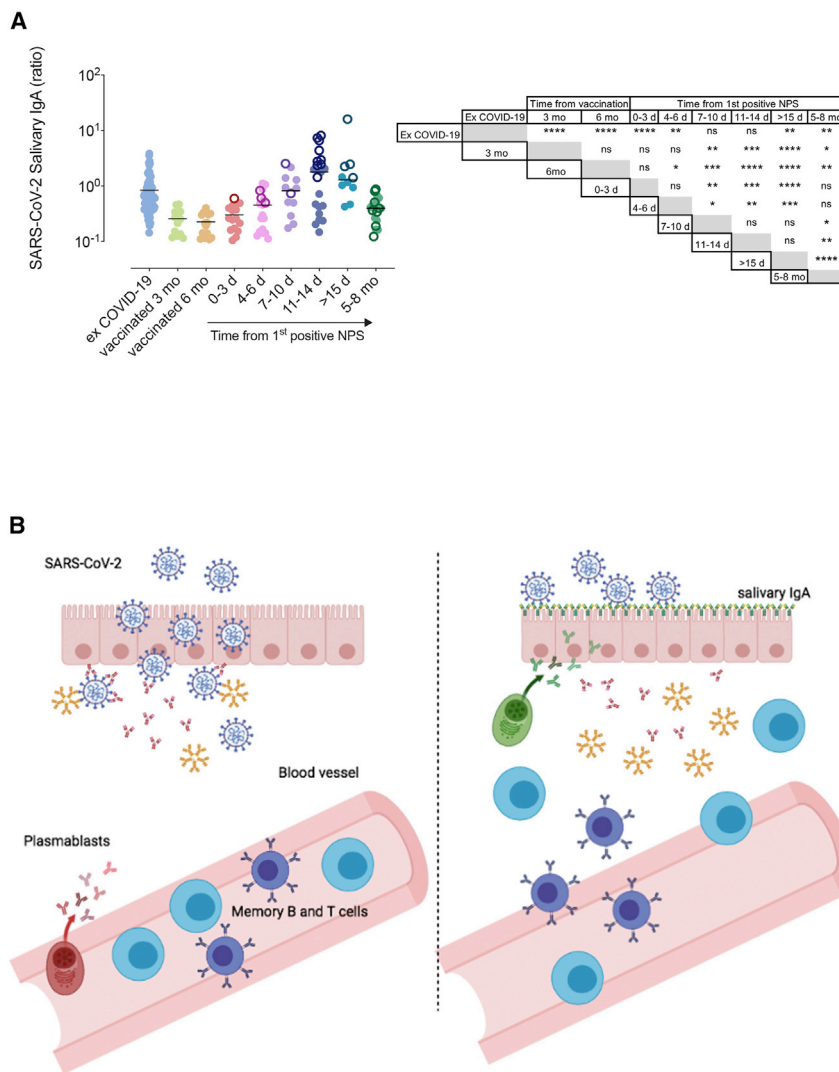 A
SARS-CoV-2 Salivary IgA (ratio)
10²
10¹
10⁰
10⁻¹
ex COVID-19
vaccinated 3 mo
vaccinated 6 mo
0-3 d
4-6 d
7-10 d
11-14 d
>15 d
5-8 mo
Time from 1st positive NPS
Time from vaccination Time from 1st positive NPS
Ex COVID-19 3 mo 6 mo 0-3 d 4-6 d 7-10 d 11-14 d >15 d 5-8 mo
Ex COVID-19 **** **** **** ** ns ns ** *
3 mo ns ns ns ** *** **** *
6mo ns * *** **** **** **
0-3 d ns ** *** **** ns
4-6 d * ** *** ns
7-10 d ns ns *
11-14 d ns **
>15 d ****
5-8 mo
B
SARS-CoV-2
salivary IgA
Blood vessel
Plasmablasts
Memory B and T cells